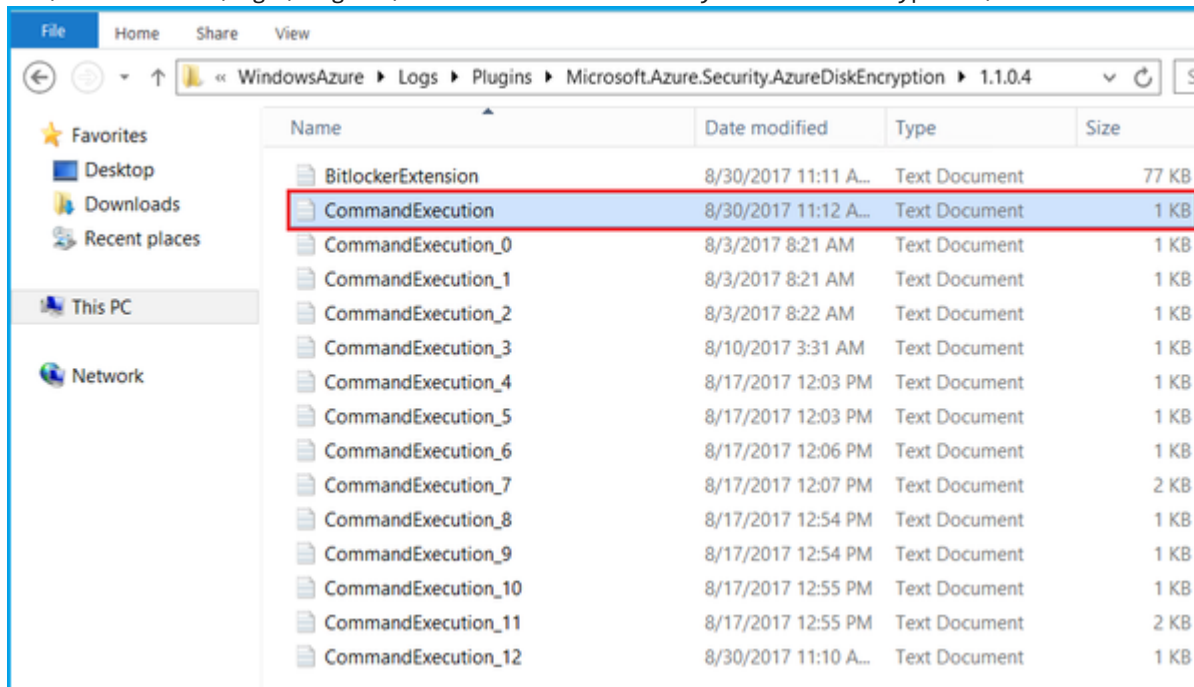 File Home Share View
« WindowsAzure Logs Plugins Microsoft.Azure.Security.AzureDiskEncryption 1.1.0.4
Name Date modified Type Size
Favorites
Desktop
Downloads
Recent places
This PC
Network
BitlockerExtension 8/30/2017 11:11 A... Text Document 77 KB
CommandExecution 8/30/2017 11:12 A... Text Document 1 KB
CommandExecution_0 8/3/2017 8:21 AM Text Document 1 KB
CommandExecution_1 8/3/2017 8:21 AM Text Document 1 KB
CommandExecution_2 8/3/2017 8:22 AM Text Document 1 KB
CommandExecution_3 8/10/2017 3:31 AM Text Document 1 KB
CommandExecution_4 8/17/2017 12:03 PM Text Document 1 KB
CommandExecution_5 8/17/2017 12:03 PM Text Document 1 KB
CommandExecution_6 8/17/2017 12:06 PM Text Document 1 KB
CommandExecution_7 8/17/2017 12:07 PM Text Document 2 KB
CommandExecution_8 8/17/2017 12:54 PM Text Document 1 KB
CommandExecution_9 8/17/2017 12:54 PM Text Document 1 KB
CommandExecution_10 8/17/2017 12:55 PM Text Document 1 KB
CommandExecution_11 8/17/2017 12:55 PM Text Document 2 KB
CommandExecution_12 8/30/2017 11:10 A... Text Document 1 KB